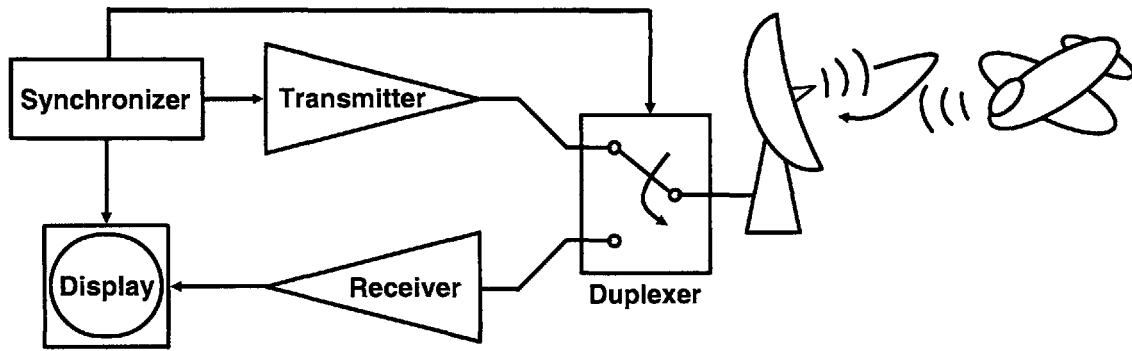 Synchronizer
Transmitter
Display
Receiver
Duplexer